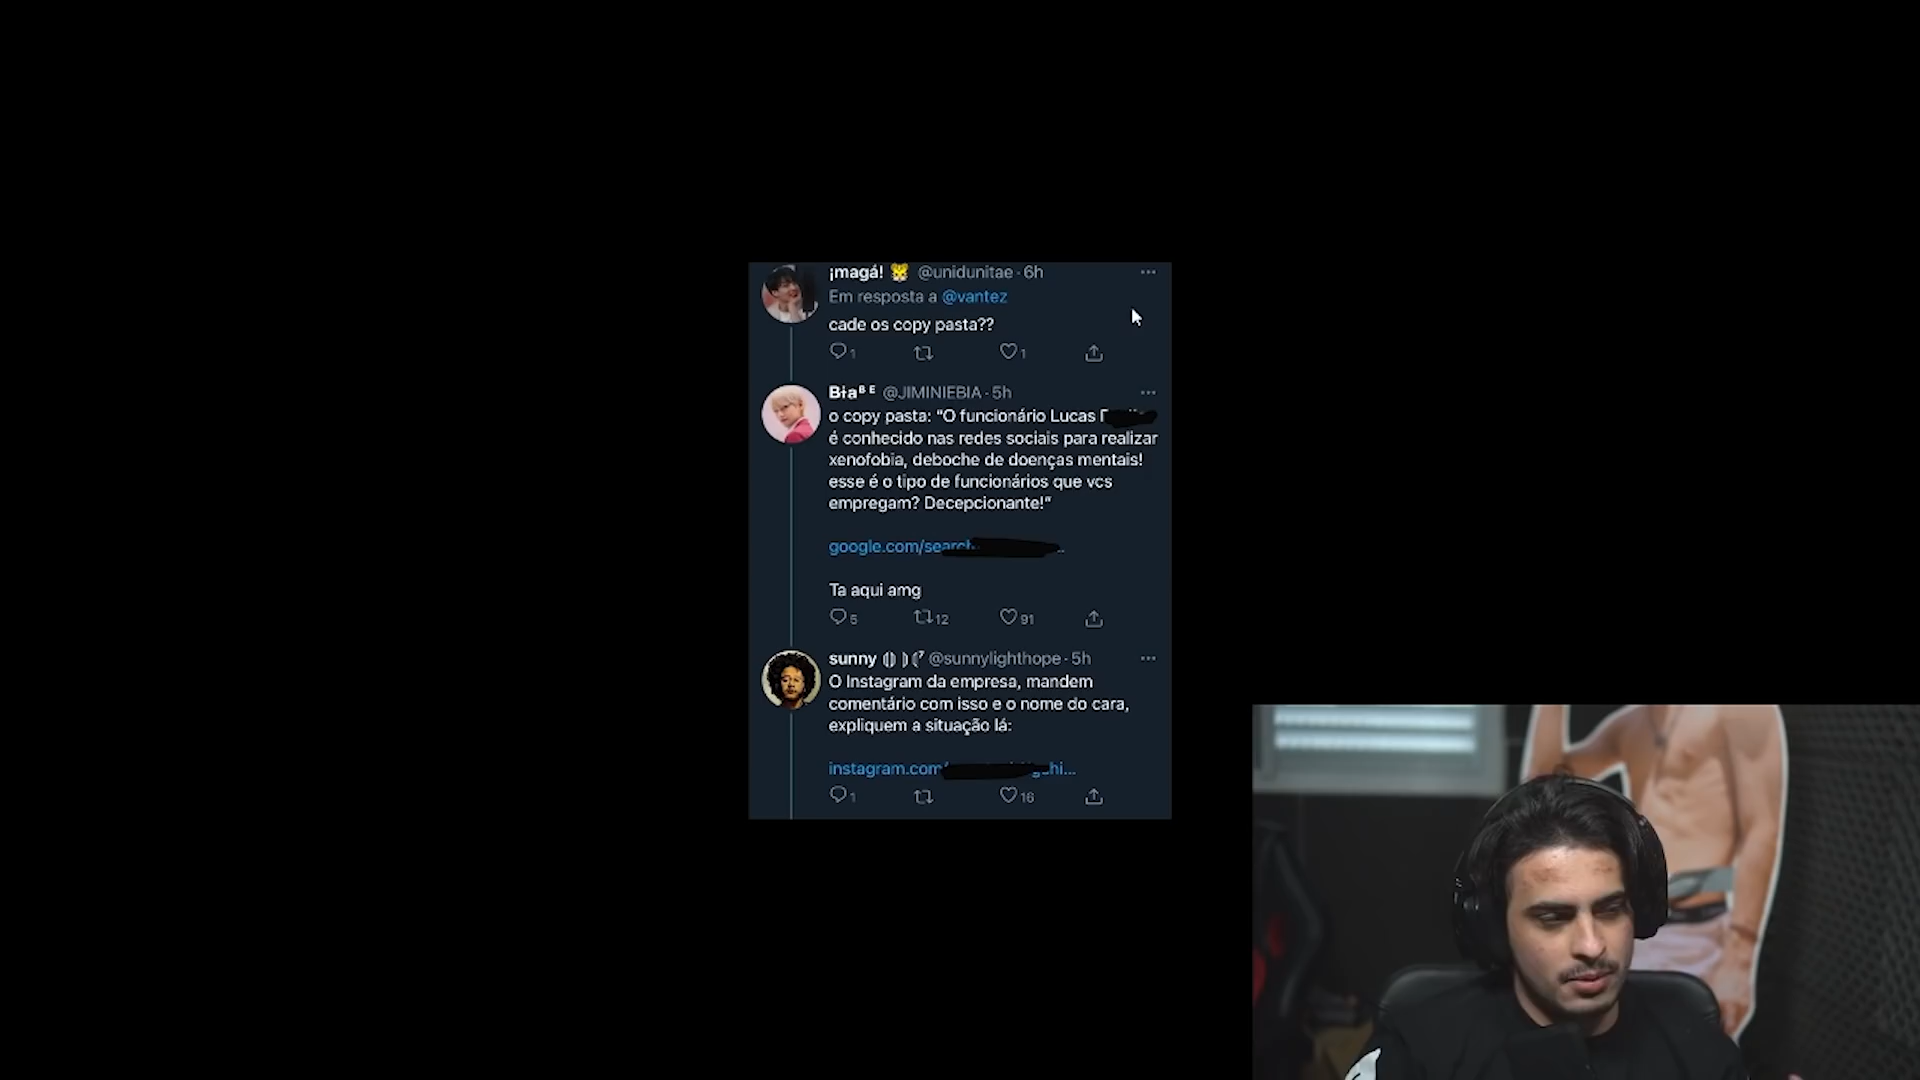 ¡magá! 🐯 @unidunitae · 6h
Em resposta a @vantez
cade os copy pasta??
1 1
Bɨaᴮ ᴱ @JIMINIEBIA · 5h
o copy pasta: “O funcionário Lucas
é conhecido nas redes sociais para realizar
xenofobia, deboche de doenças mentais!
esse é o tipo de funcionários que vcs
empregam? Decepcionante!”
google.com/search
Ta aqui amg
5 12 91
sunny ⟬⟭ ⟭⟬⁷ @sunnylighthope · 5h
O Instagram da empresa, mandem
comentário com isso e o nome do cara,
expliquem a situação lá:
instagram.com/
1 16